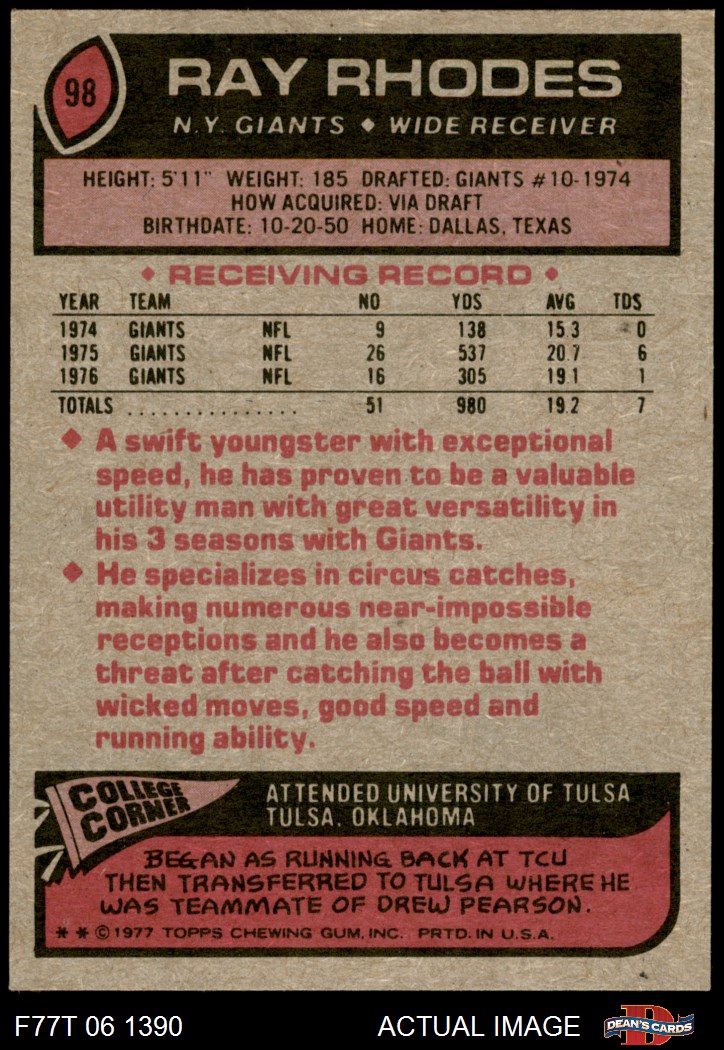 98
RAY RHODES
N.Y. GIANTS ♦ WIDE RECEIVER
HEIGHT: 5'11" WEIGHT: 185 DRAFTED: GIANTS #10-1974
HOW ACQUIRED: VIA DRAFT
BIRTHDATE: 10-20-50 HOME: DALLAS, TEXAS
♦ RECEIVING RECORD ♦
YEAR TEAM NO YDS AVG TDS
1974 GIANTS NFL 9 138 15.3 0
1975 GIANTS NFL 26 537 20.7 6
1976 GIANTS NFL 16 305 19.1 1
TOTALS . . . . . . . . . . . . . . . 51 980 19.2 7
♦ A swift youngster with exceptional
speed, he has proven to be a valuable
utility man with great versatility in
his 3 seasons with Giants.
♦ He specializes in circus catches,
making numerous near-impossible
receptions and he also becomes a
threat after catching the ball with
wicked moves, good speed and
running ability.
COLLEGE
CORNER
ATTENDED UNIVERSITY OF TULSA
TULSA, OKLAHOMA
BEGAN AS RUNNING BACK AT TCU
THEN TRANSFERRED TO TULSA WHERE HE
WAS TEAMMATE OF DREW PEARSON.
* * © 1977 TOPPS CHEWING GUM, INC. PRTD. IN U.S.A.
F77T 06 1390 ACTUAL IMAGE
D
DEAN'S CARDS